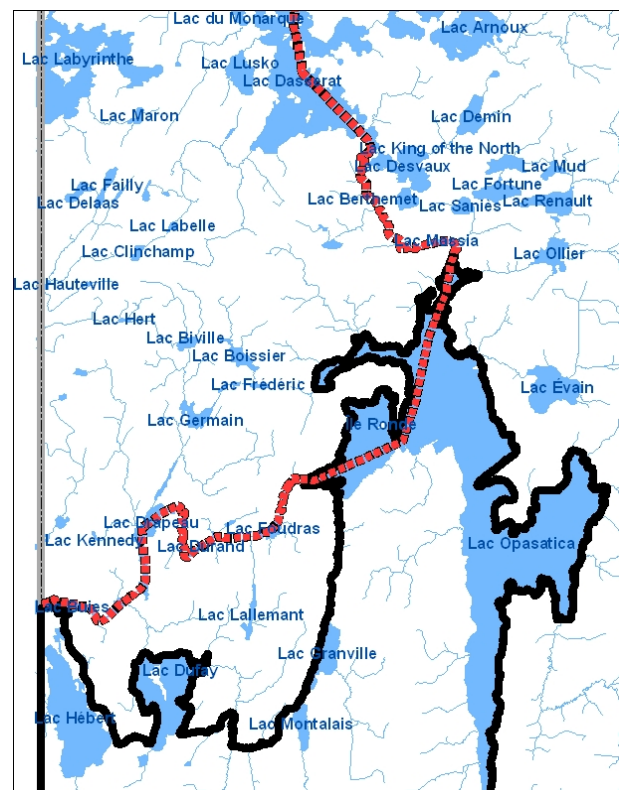 Lac du Monarque
Lac Arnoux
Lac Labyrinthe
Lac Lusko
Lac Dasserat
Lac Maron
Lac Demin
Lac King of the North
Lac Desvaux
Lac Mud
Lac Failly
Lac Fortune
Lac Delaas
Lac Berthemet
Lac Saniès
Lac Renault
Lac Labelle
Lac Massia
Lac Clinchamp
Lac Ollier
Lac Hauteville
Lac Hert
Lac Biville
Lac Boissier
Lac Frédéric
Lac Évain
Lac Germain
Île Ronde
Lac Drapeau
Lac Foudras
Lac Kennedy
Lac Durand
Lac Opasatica
Lac
Lac Lallemant
Lac Granville
Lac Dufay
Lac Hébert
Lac Montalais